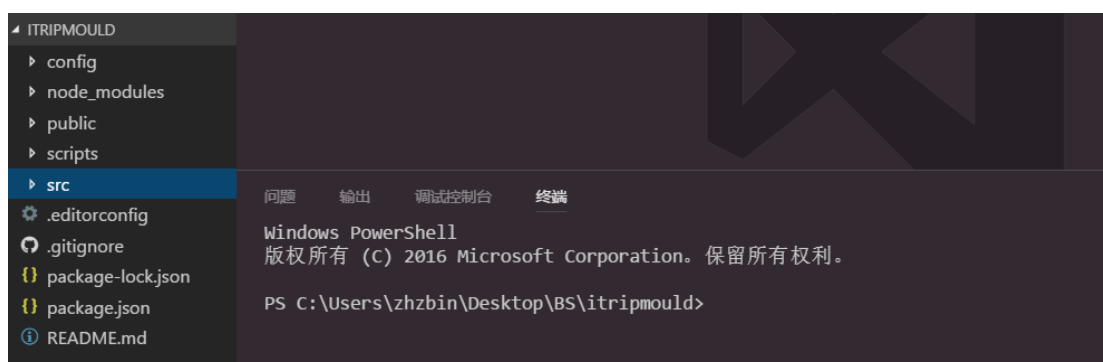 ITRIPMOULD
config
node_modules
public
scripts
src
.editorconfig
.gitignore
package-lock.json
package.json
README.md
问题 输出 调试控制台 终端
Windows PowerShell
版权所有 (C) 2016 Microsoft Corporation。保留所有权利。
PS C:\Users\zhzbin\Desktop\BS\itripmould>